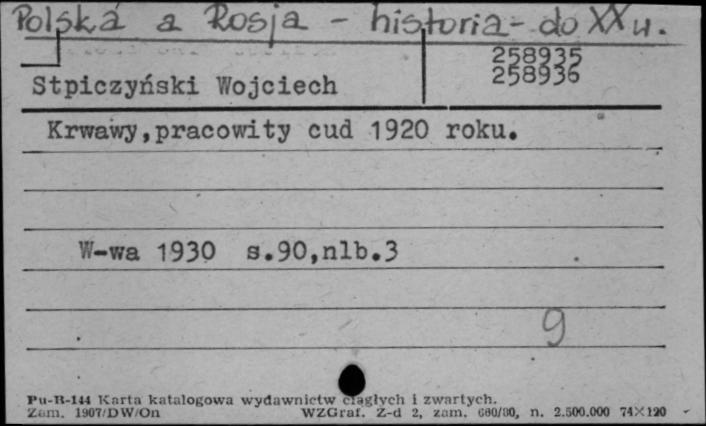 Polska a Rosja - historia - do XX w.
258935
258936
Stpiczyński Wojciech
Krwawy,pracowity cud 1920 roku.
W-wa 1930 s.90,nlb.3
9
Pu-R-144 Karta katalogowa wydawnictw ciągłych i zwartych.
Zam. 1907/DW/On WZGraf. Z-d 2, zam. 680/80, n. 2.500.000 74×120